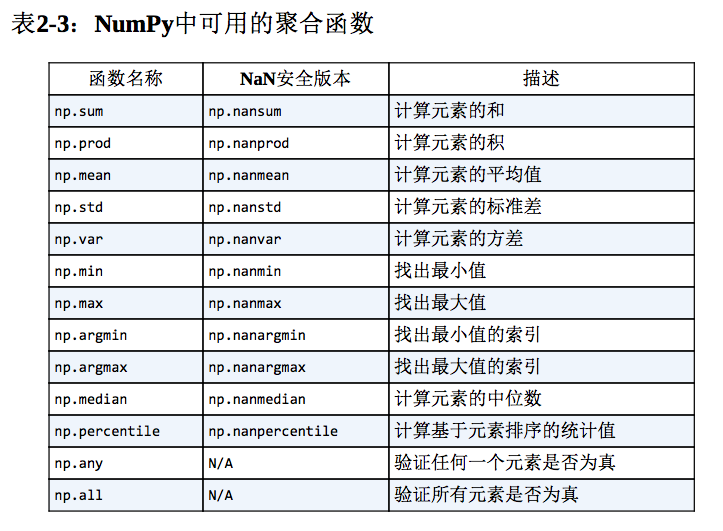 表2-3：NumPy中可用的聚合函数
函数名称 NaN安全版本 描述
np.sum np.nansum 计算元素的和
np.prod np.nanprod 计算元素的积
np.mean np.nanmean 计算元素的平均值
np.std np.nanstd 计算元素的标准差
np.var np.nanvar 计算元素的方差
np.min np.nanmin 找出最小值
np.max np.nanmax 找出最大值
np.argmin np.nanargmin 找出最小值的索引
np.argmax np.nanargmax 找出最大值的索引
np.median np.nanmedian 计算元素的中位数
np.percentile np.nanpercentile 计算基于元素排序的统计值
np.any N/A 验证任何一个元素是否为真
np.all N/A 验证所有元素是否为真